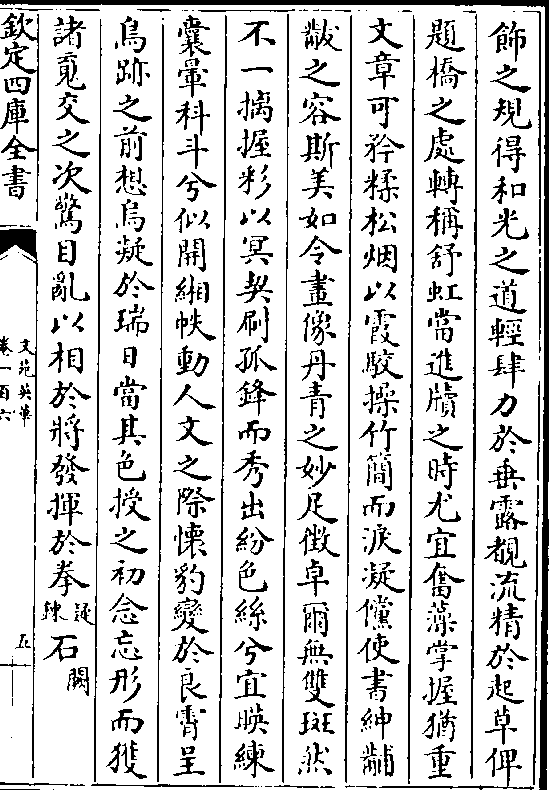 飾之規得和光之道輕肆力於垂露覩流精於起草俾
題橋之處轉稱舒虹當進牘之時尤宜奮藻掌握猶重
文章可矜糅松烟以霞駮操竹簡而淚凝儻使書紳黼
黻之容斯美如令畫像丹青之妙足徴卓爾無雙斑然
不一摛握彩以冥契刷孤鋒而秀出紛色絲兮宜暎練
囊暈科斗兮似開緗帙動人文之際懐豹變於良霄呈
鳥跡之前想烏凝於瑞日當其色授之初念忘形而獲
諸覔交之次驚目亂以相於將發揮於拳疑錬石闕
欽定四庫全書
文苑英華
卷一百六
五